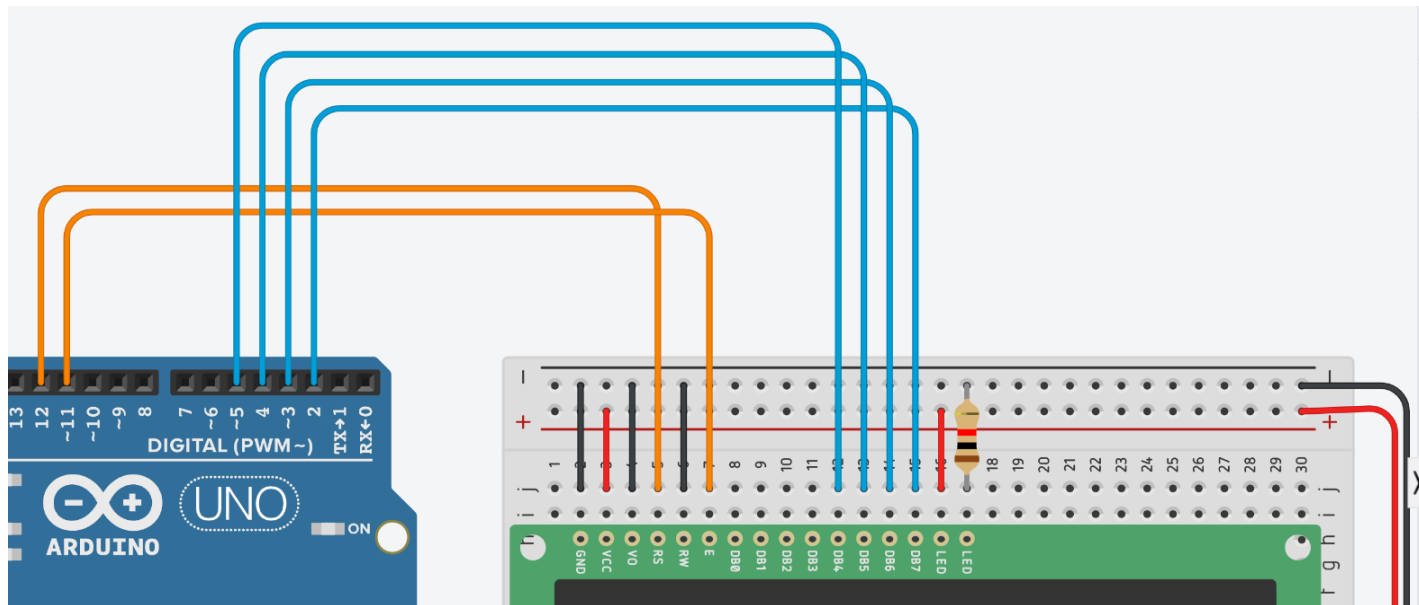 13 12 ~11 ~10 ~9 8 7 ~6 ~5 4 ~3 2 TX→1 RX←0
DIGITAL (PWM~)
UNO
ON
ARDUINO
- -
+ +
1 2 3 4 5 6 7 8 9 10 11 12 13 14 15 16 18 19 20 21 22 23 24 25 26 27 28 29 30
j j
i i
h h
GND VCC V0 RS RW E DB0 DB1 DB2 DB3 DB4 DB5 DB6 DB7 LED LED
g